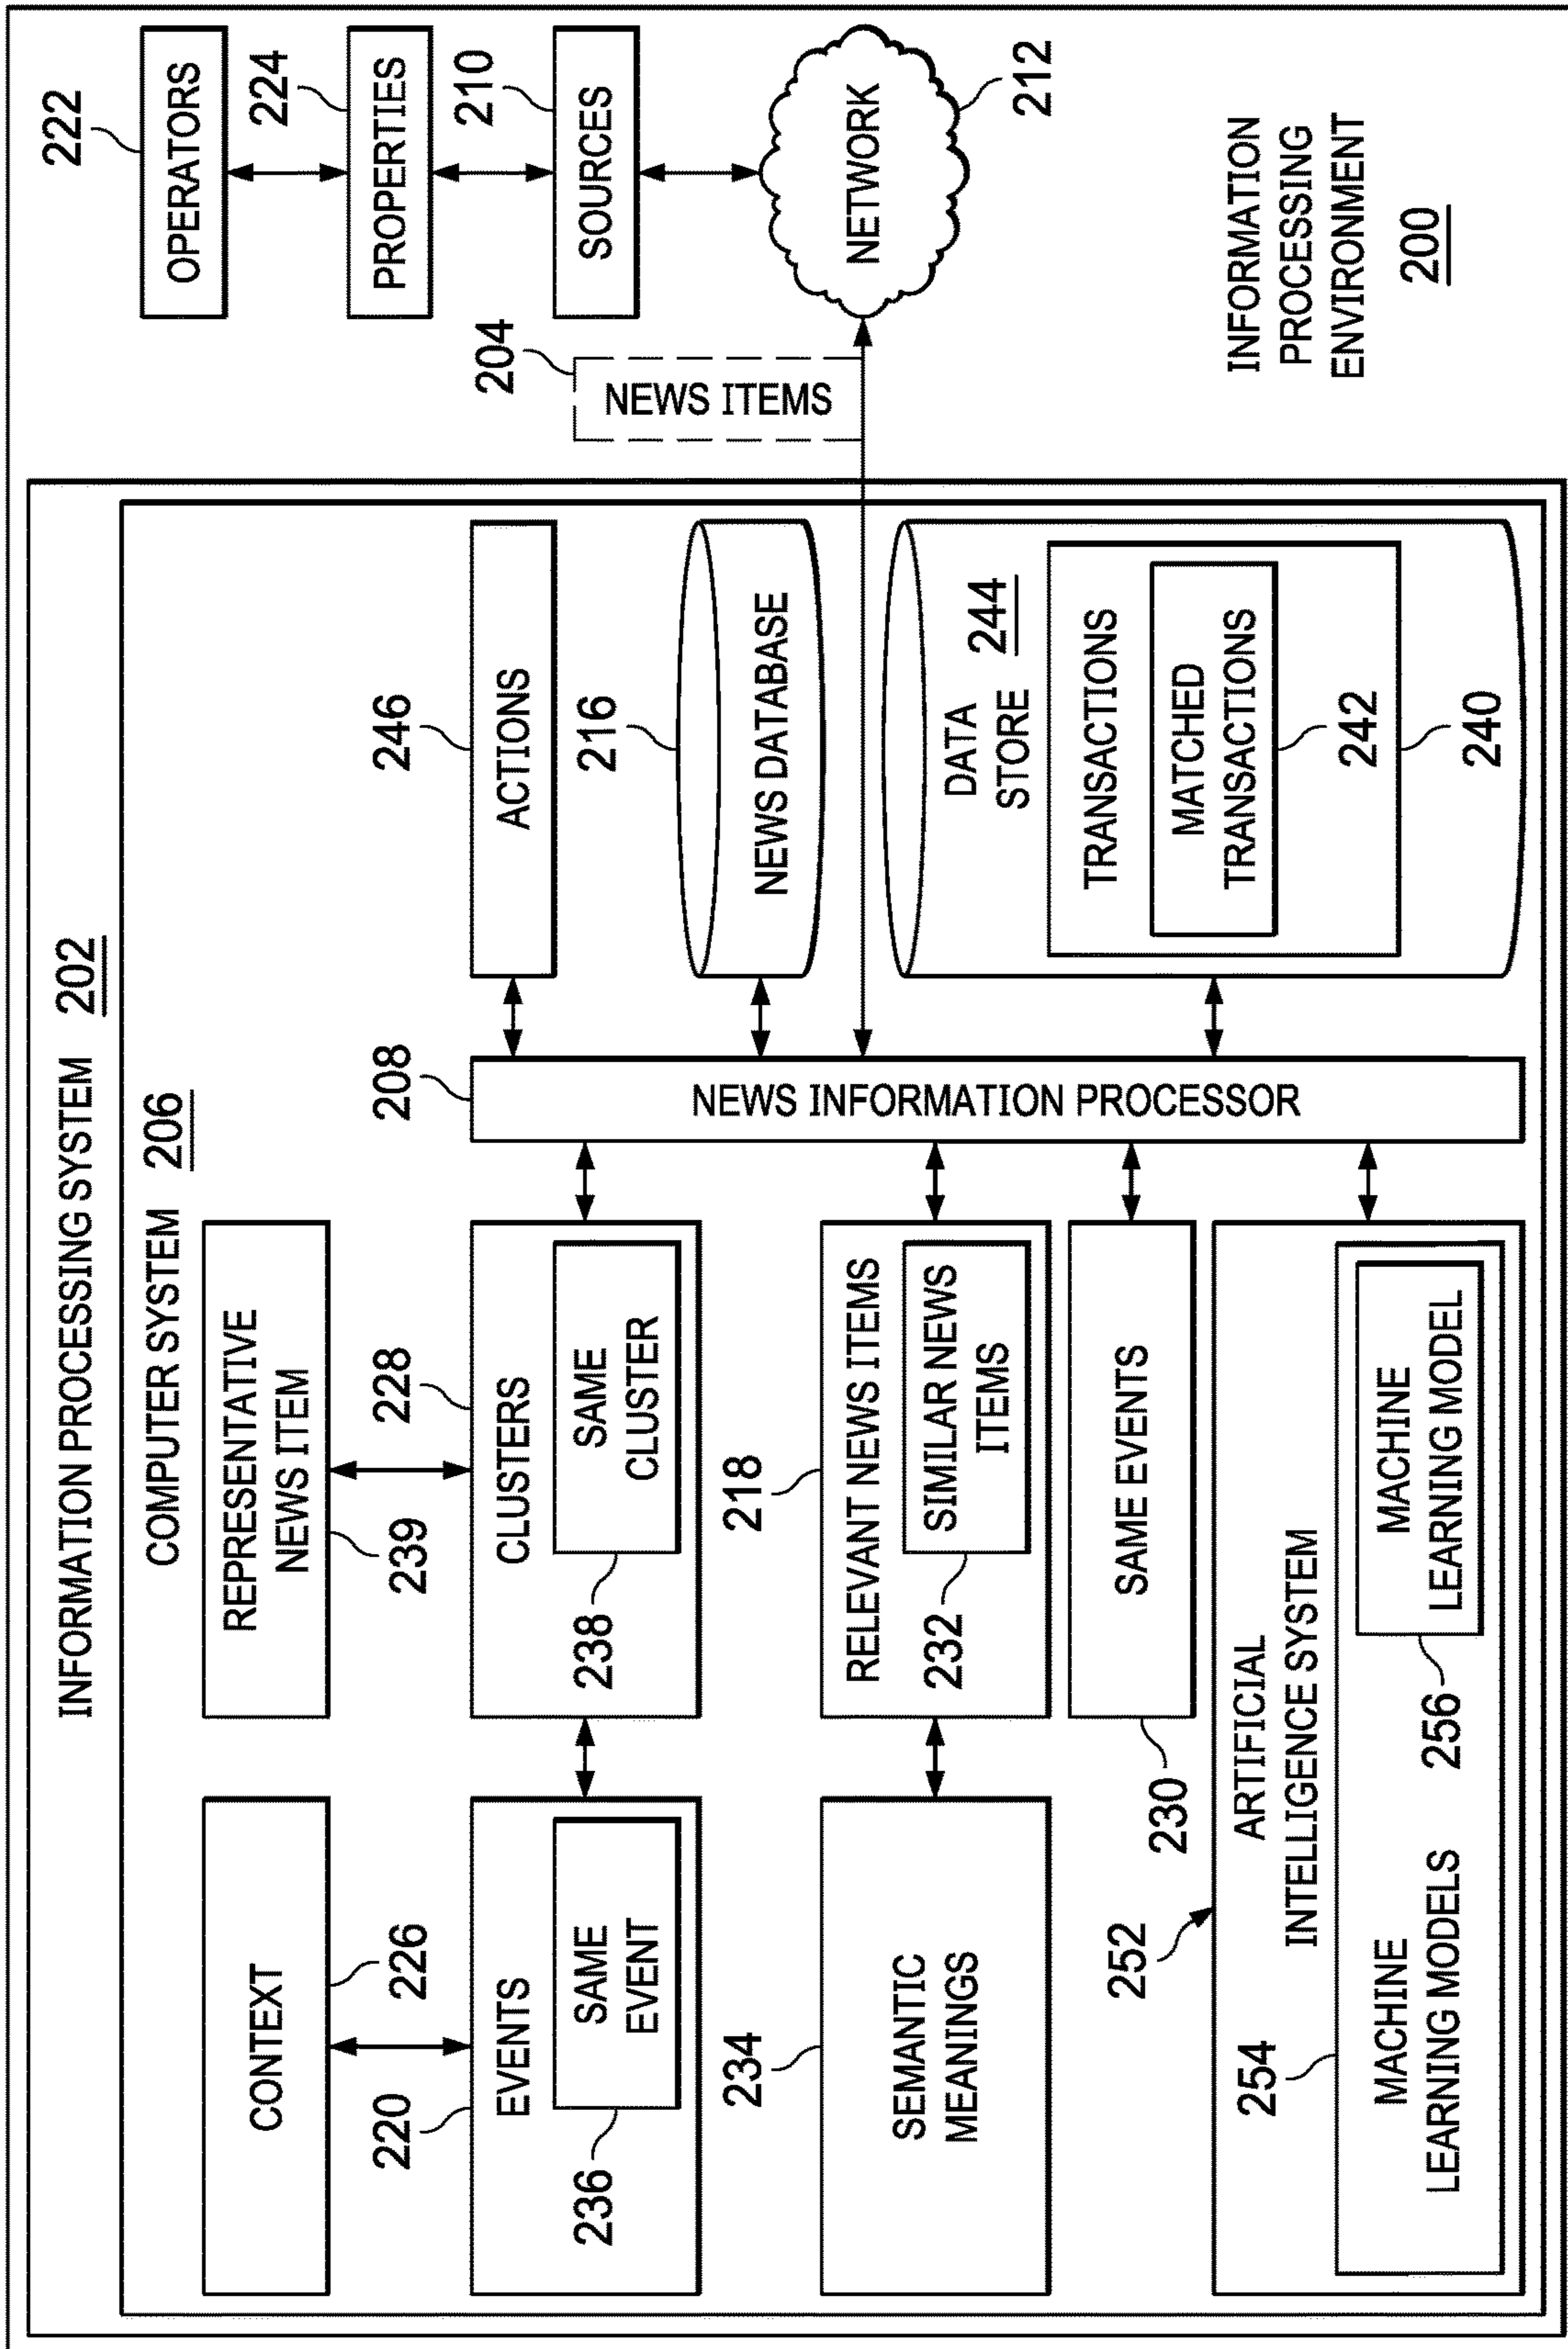 INFORMATION PROCESSING SYSTEM 202
COMPUTER SYSTEM 206
CONTEXT
226
REPRESENTATIVE
NEWS ITEM
239
220
EVENTS
SAME
EVENT
236
228
CLUSTERS
SAME
CLUSTER
238
234
SEMANTIC
MEANINGS
218
RELEVANT NEWS ITEMS
SIMILAR NEWS
ITEMS
232
SAME EVENTS
230
252
ARTIFICIAL
INTELLIGENCE SYSTEM
254
MACHINE
LEARNING MODELS
MACHINE
LEARNING MODEL
256
208
NEWS INFORMATION PROCESSOR
246
ACTIONS
216
NEWS DATABASE
DATA
STORE 244
TRANSACTIONS
MATCHED
TRANSACTIONS
242
240
222
OPERATORS
224
PROPERTIES
210
SOURCES
204
NEWS ITEMS
NETWORK
212
INFORMATION
PROCESSING
ENVIRONMENT
200